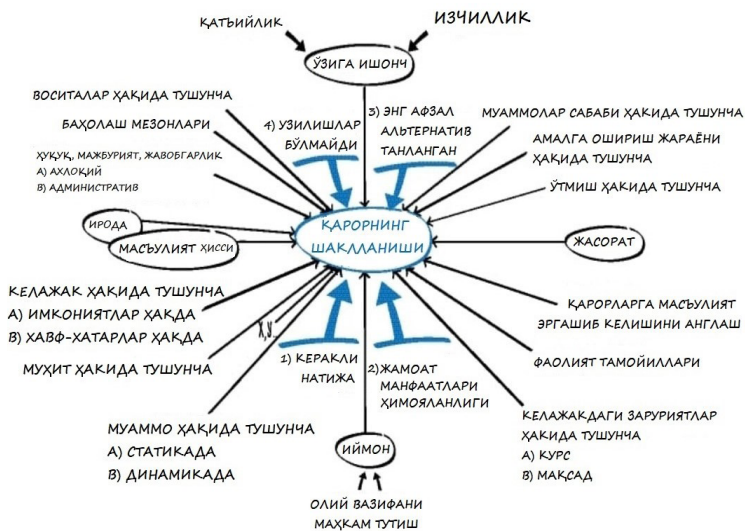 ҚАТЪИЙЛИК
ИЗЧИЛЛИК
ЎЗИГА ИШОНЧ
ВОСИТАЛАР ҲАҚИДА ТУШУНЧА
БАҲОЛАШ МЕЗОНЛАРИ
ҲУҚУҚ, МАЖБУРИЯТ, ЖАВОБГАРЛИК
А) АХЛОҚИЙ
В) АДМИНИСТРАТИВ
4) УЗИЛИШЛАР
БЎЛМАЙДИ
3) ЭНГ АФЗАЛ
АЛЬТЕРНАТИВ
ТАНЛАНГАН
МУАММОЛАР САБАБИ ҲАҚИДА ТУШУНЧА
АМАЛГА ОШИРИШ ЖАРАЁНИ
ҲАҚИДА ТУШУНЧА
ЎТМИШ ҲАҚИДА ТУШУНЧА
ИРОДА
МАСЪУЛИЯТ ҲИССИ
ҚАРОРНИНГ
ШАКЛЛАНИШИ
ЖАСОРАТ
КЕЛАЖАК ҲАҚИДА ТУШУНЧА
А) ИМКОНИЯТЛАР ҲАҚДА
В) ХАВФ-ХАТАРЛАР ҲАҚДА
МУҲИТ ҲАҚИДА ТУШУНЧА
Х,У_
1) КЕРАКЛИ
НАТИЖА
2)ЖАМОАТ
МАНФААТЛАРИ
ҲИМОЯЛАНЛИГИ
ҚАРОРЛАРГА МАСЪУЛИЯТ
ЭРГАШИБ КЕЛИШИНИ АНГЛАШ
ФАОЛИЯТ ТАМОЙИЛЛАРИ
КЕЛАЖАКДАГИ ЗАРУРИЯТЛАР
ҲАҚИДА ТУШУНЧА
А) КУРС
В) МАҚСАД
МУАММО ҲАҚИДА ТУШУНЧА
А) СТАТИКАДА
В) ДИНАМИКАДА
ИЙМОН
ОЛИЙ ВАЗИФАНИ
МАҲКАМ ТУТИШ